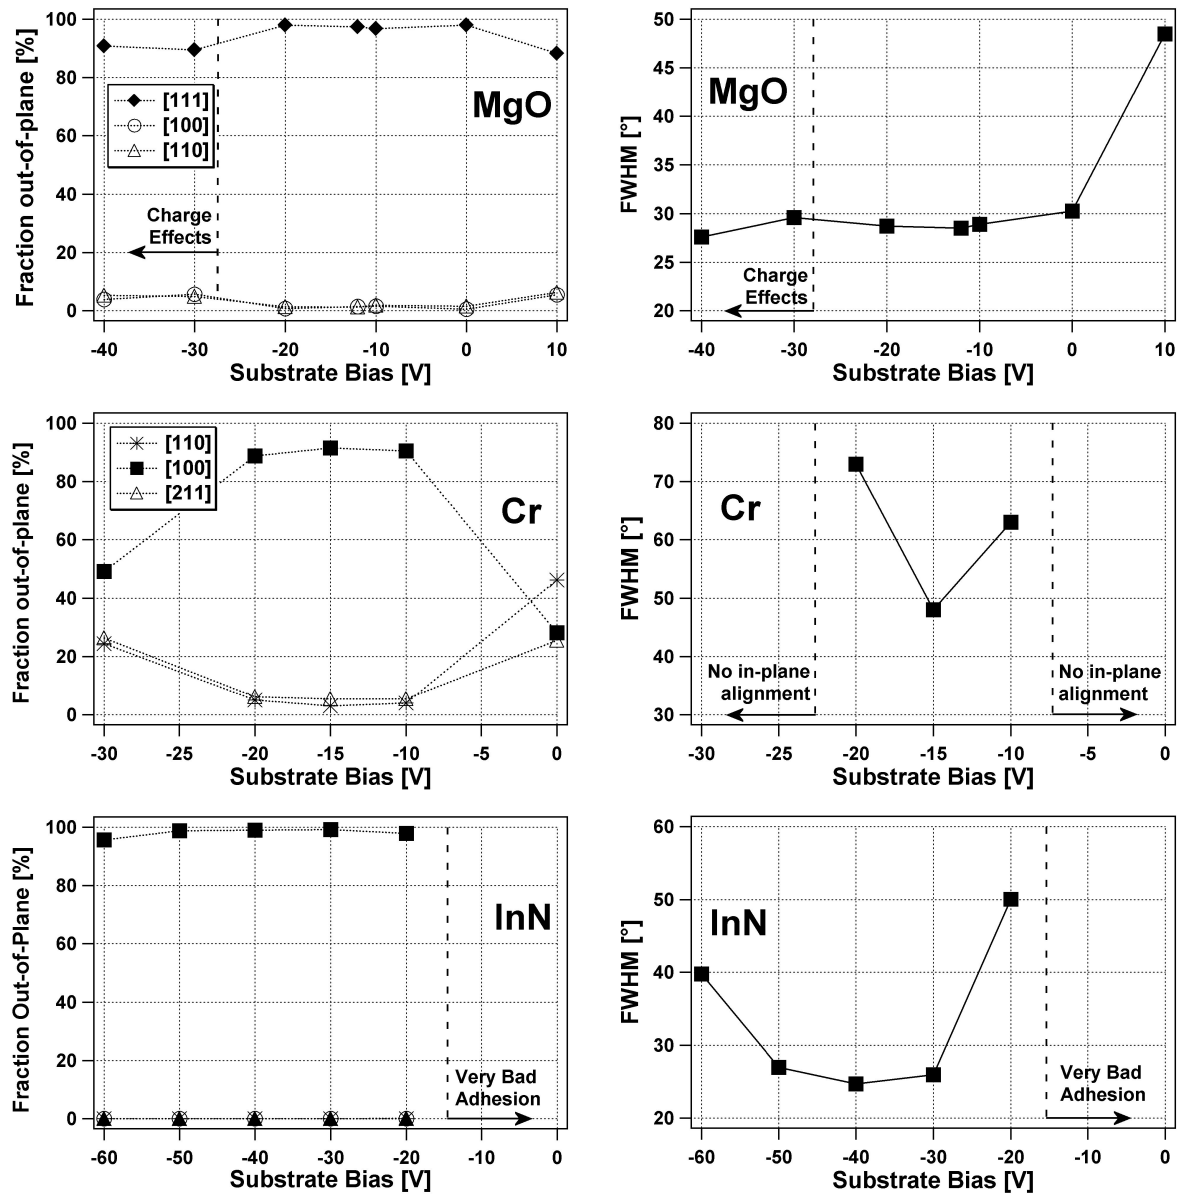 100
80
60
40
20
0
Fraction out-of-plane [%]
[111]
[100]
[110]
MgO
Charge
Effects
-40 -30 -20 -10 0 10
Substrate Bias [V]
50
45
40
35
30
25
20
FWHM [°]
MgO
Charge
Effects
-40 -30 -20 -10 0 10
Substrate Bias [V]
100
80
60
40
20
0
Fraction out-of-plane [%]
[110]
[100]
[211]
Cr
-30 -25 -20 -15 -10 -5 0
Substrate Bias [V]
80
70
60
50
40
30
FWHM [°]
Cr
No in-plane
alignment
No in-plane
alignment
-30 -25 -20 -15 -10 -5 0
Substrate Bias [V]
100
80
60
40
20
0
Fraction Out-of-Plane [%]
InN
Very Bad
Adhesion
-60 -50 -40 -30 -20 -10 0
Substrate Bias [V]
60
50
40
30
20
FWHM [°]
InN
Very Bad
Adhesion
-60 -50 -40 -30 -20 -10 0
Substrate Bias [V]